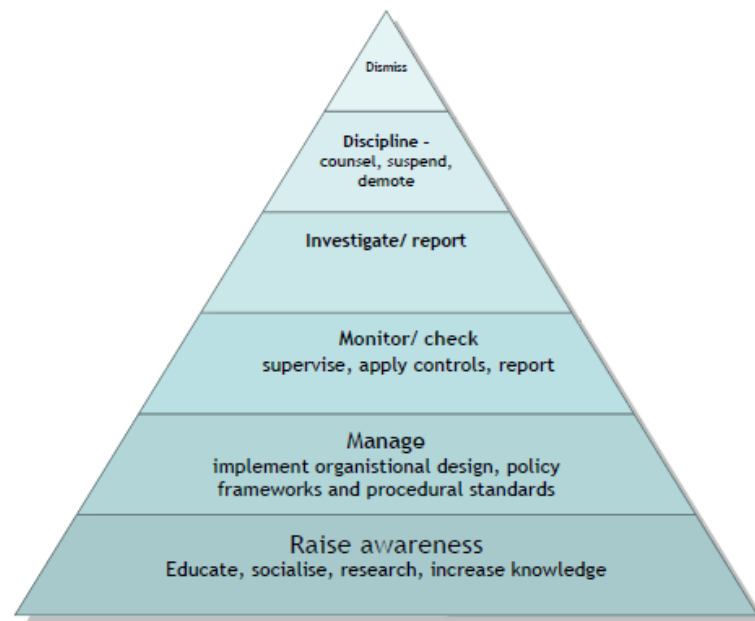 Dismiss
Discipline –
counsel, suspend,
demote
Investigate/ report
Monitor/ check
supervise, apply controls, report
Manage
implement organistional design, policy
frameworks and procedural standards
Raise awareness
Educate, socialise, research, increase knowledge